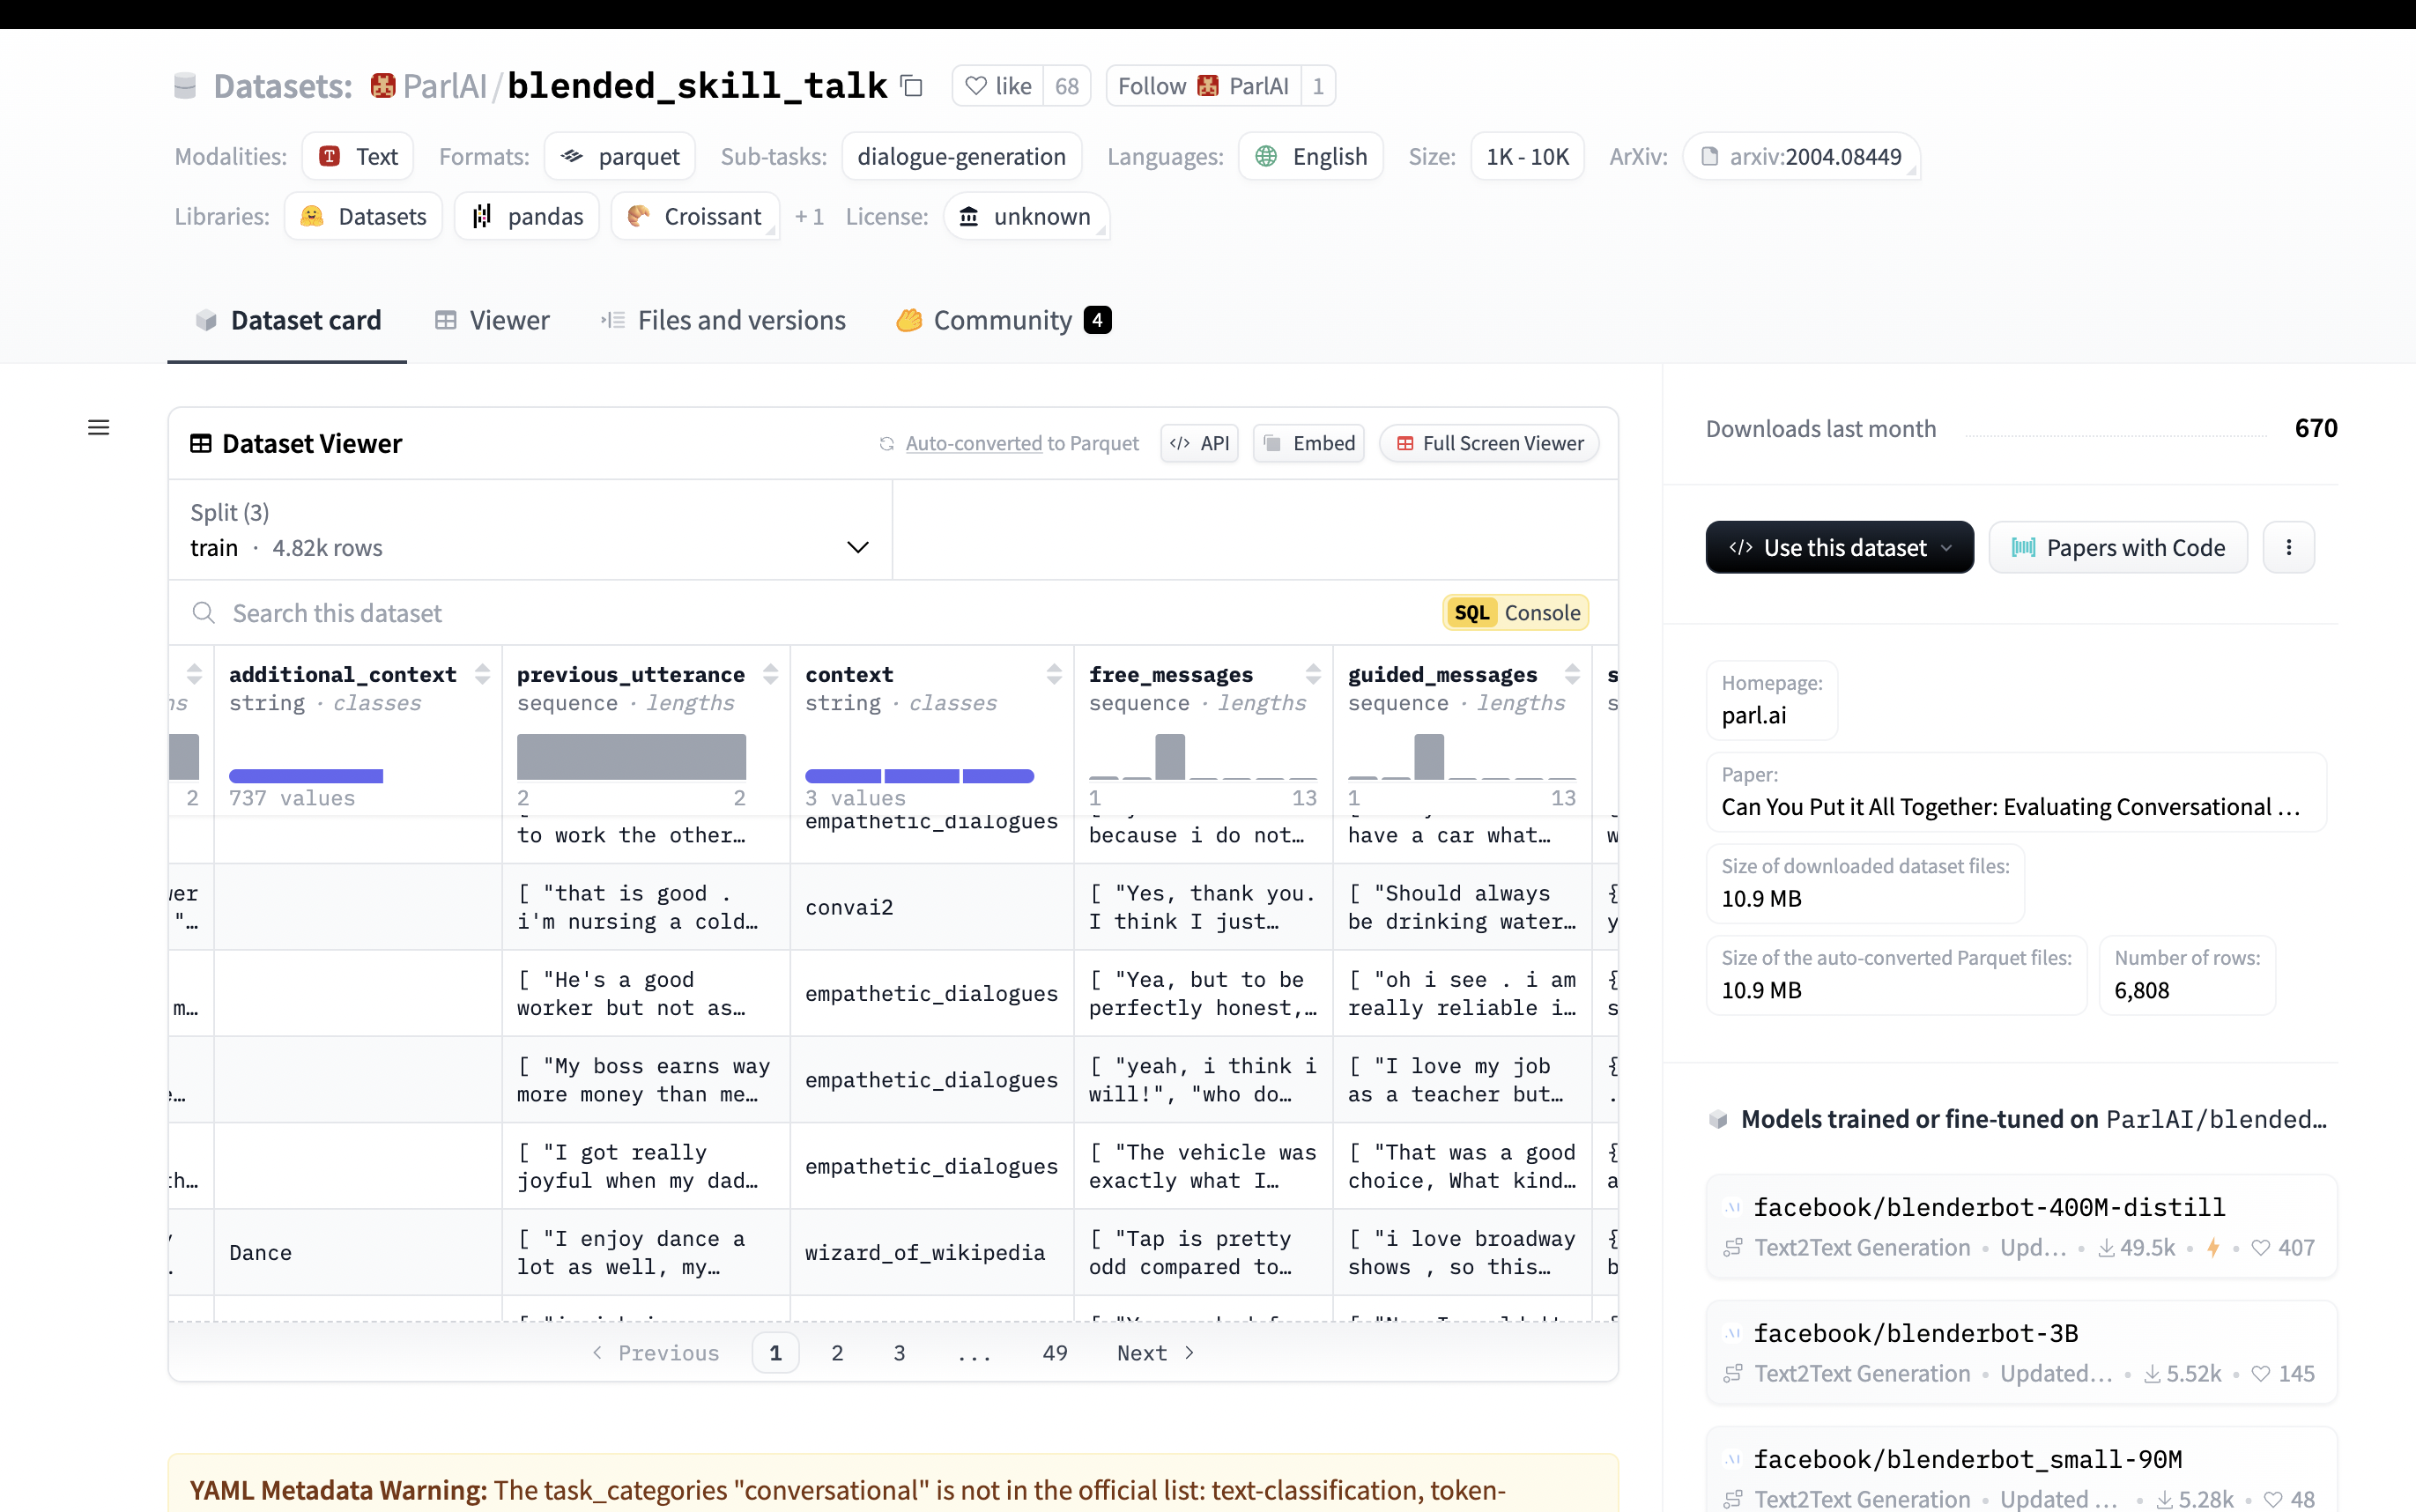 Datasets: ParlAI/blended_skill_talk like 68 Follow ParlAI 1
Modalities: Text Formats: parquet Sub-tasks: dialogue-generation Languages: English Size: 1K - 10K ArXiv: arxiv:2004.08449
Libraries: Datasets pandas Croissant + 1 License: unknown
Dataset card Viewer Files and versions Community 4
Dataset Viewer Auto-converted to Parquet API Embed Full Screen Viewer
Split (3)
train · 4.82k rows
Search this dataset SQL Console
additional_context previous_utterance context free_messages guided_messages s
string · classes sequence · lengths string · classes sequence · lengths sequence · lengths s
2 737 values 2 2 3 values 1 13 1 13
to work the other… empathetic_dialogues because i do not… have a car what… w
wer [ "that is good . convai2 [ "Yes, thank you. [ "Should always {
"… i'm nursing a cold… I think I just… be drinking water… y
[ "He's a good empathetic_dialogues [ "Yea, but to be [ "oh i see . i am {
m… worker but not as… perfectly honest,… really reliable i… s
[ "My boss earns way empathetic_dialogues [ "yeah, i think i [ "I love my job {
e… more money than me… will!", "who do… as a teacher but… .
[ "I got really empathetic_dialogues [ "The vehicle was [ "That was a good {
th… joyful when my dad… exactly what I… choice, What kind… a
Dance [ "I enjoy dance a wizard_of_wikipedia [ "Tap is pretty [ "i love broadway {
. lot as well, my… odd compared to… shows , so this… b
Previous 1 2 3 ... 49 Next
YAML Metadata Warning: The task_categories "conversational" is not in the official list: text-classification, token-
Downloads last month 670
Use this dataset Papers with Code
Homepage:
parl.ai
Paper:
Can You Put it All Together: Evaluating Conversational …
Size of downloaded dataset files:
10.9 MB
Size of the auto-converted Parquet files: Number of rows:
10.9 MB 6,808
Models trained or fine-tuned on ParlAI/blended…
facebook/blenderbot-400M-distill
Text2Text Generation • Upd… • 49.5k • • 407
facebook/blenderbot-3B
Text2Text Generation • Updated… • 5.52k • 145
facebook/blenderbot_small-90M
Text2Text Generation • Updated … • 5.28k • 48